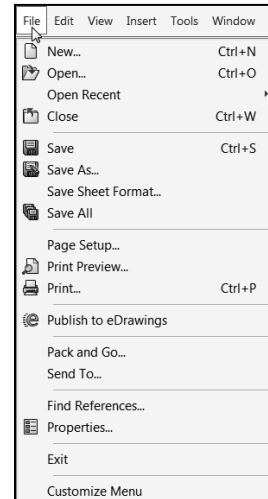 File Edit View Insert Tools Window
New... Ctrl+N
Open... Ctrl+O
Open Recent
Close Ctrl+W
Save Ctrl+S
Save As...
Save Sheet Format...
Save All
Page Setup...
Print Preview...
Print... Ctrl+P
Publish to eDrawings
Pack and Go...
Send To...
Find References...
Properties...
Exit
Customize Menu